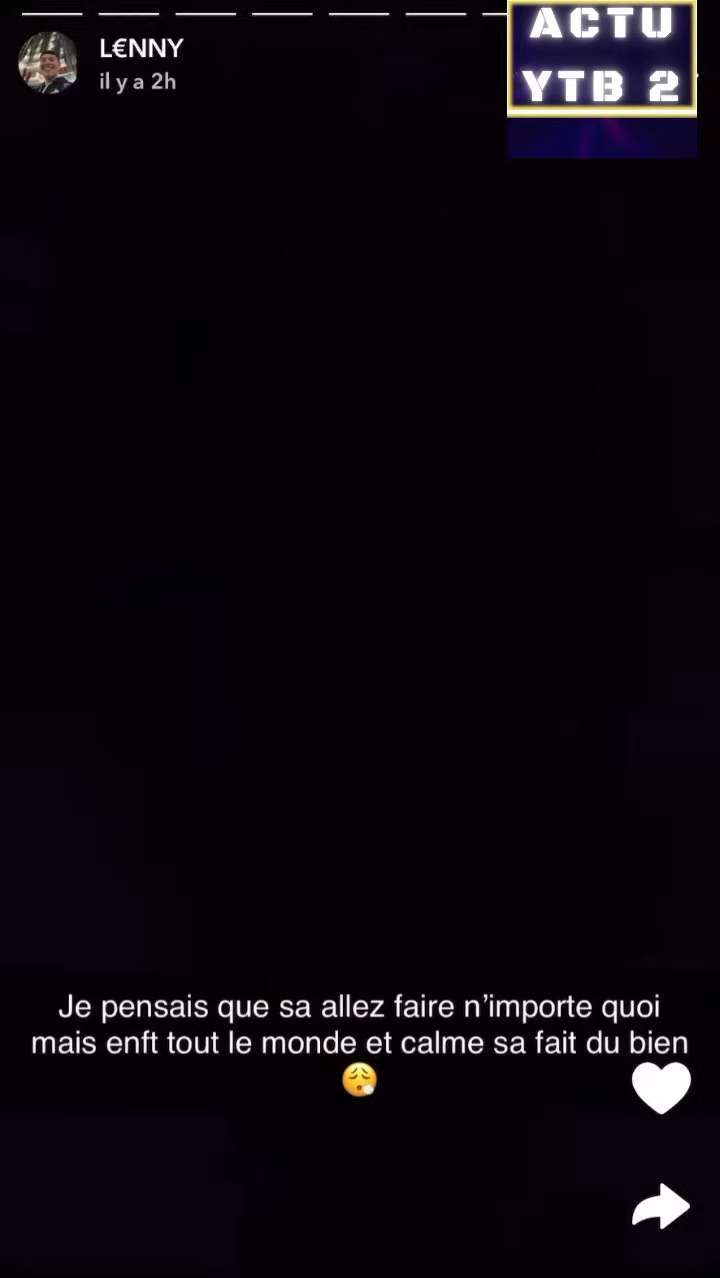 L€NNY
il y a 2h
ACTU
YTB 2
Je pensais que sa allez faire n’importe quoi
mais enft tout le monde et calme sa fait du bien
😮‍💨